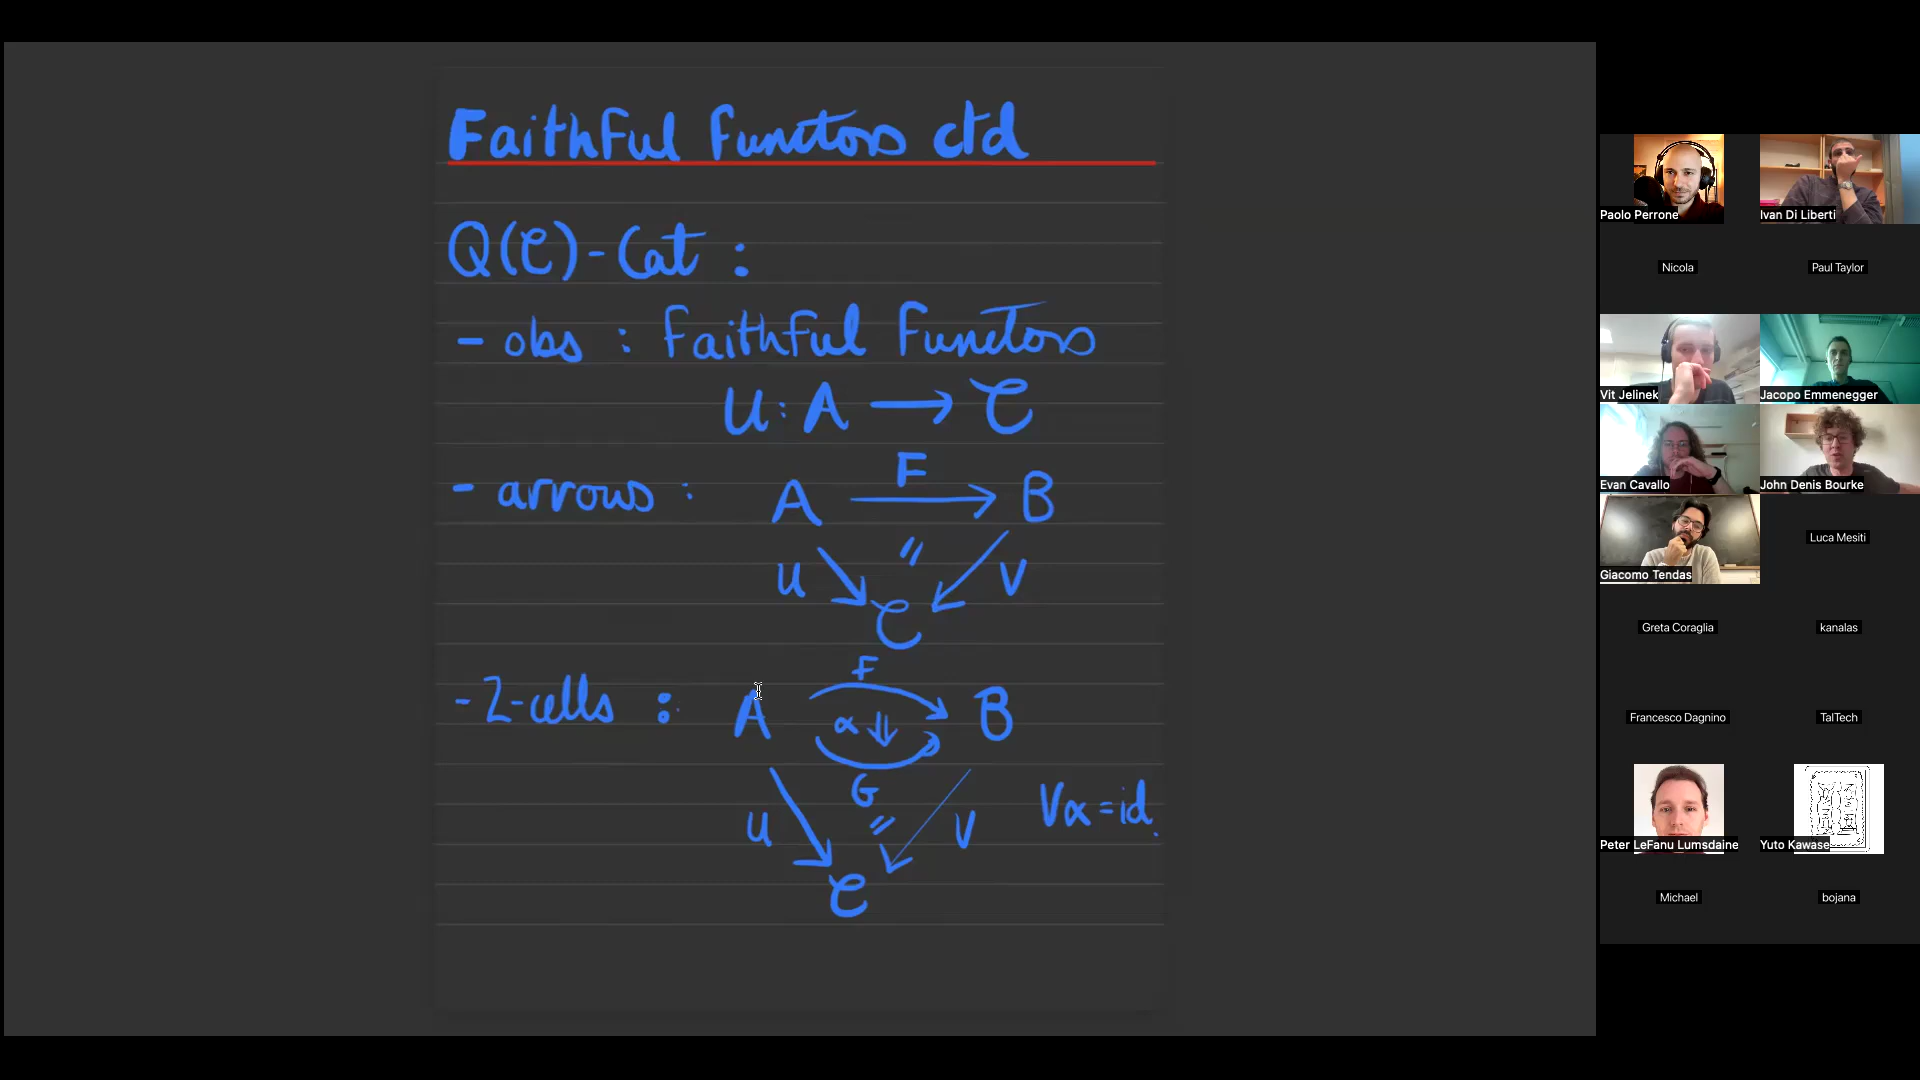 Faithful Functors ctd
Q(C)-Cat :
- obs : Faithful Functors
U : A → C
- arrows : A F → B
U = V
C
F
- 2-cells : A α ⇓ B
G
U = V Vα = id.
C
Paolo Perrone
Ivan Di Liberti
Nicola
Paul Taylor
Vit Jelinek
Jacopo Emmenegger
Evan Cavallo
John Denis Bourke
Giacomo Tendas
Luca Mesiti
Greta Coraglia
kanalas
Francesco Dagnino
TalTech
Peter LeFanu Lumsdaine
Yuto Kawase
Michael
bojana